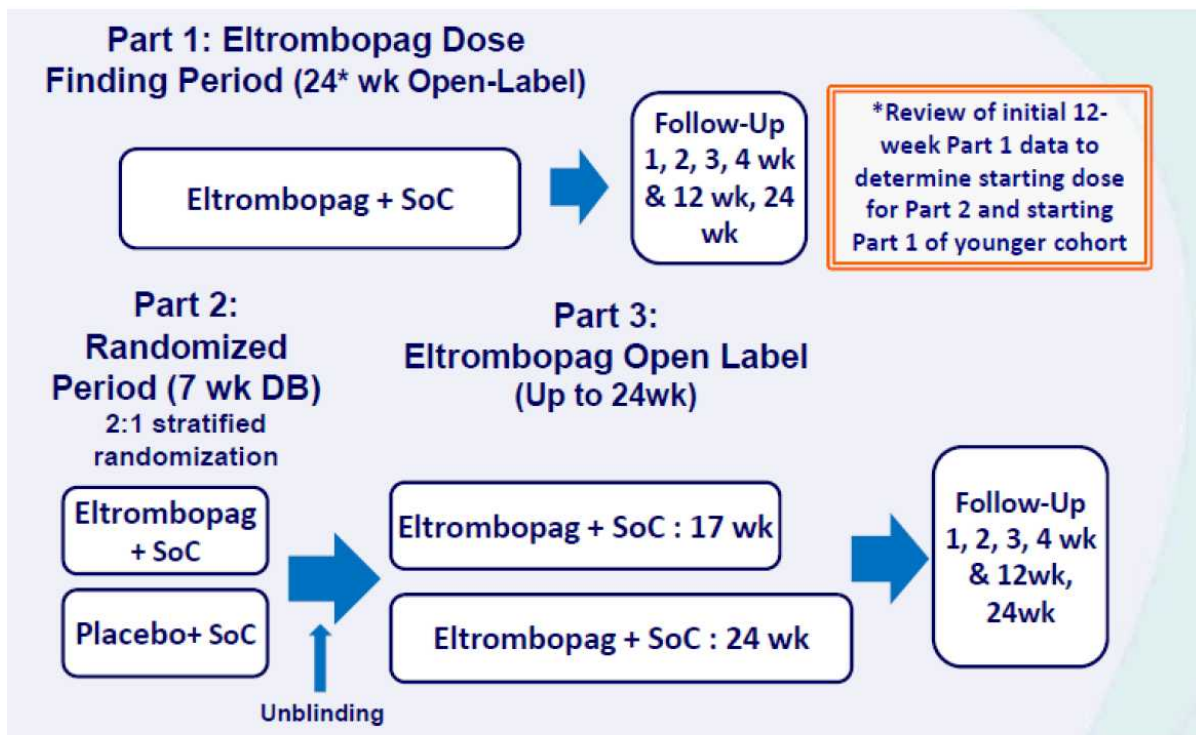 Part 1: Eltrombopag Dose
Finding Period (24* wk Open-Label)
Eltrombopag + SoC
Follow-Up
1, 2, 3, 4 wk
& 12 wk, 24
wk
*Review of initial 12-
week Part 1 data to
determine starting dose
for Part 2 and starting
Part 1 of younger cohort
Part 2:
Randomized
Period (7 wk DB)
2:1 stratified
randomization
Part 3:
Eltrombopag Open Label
(Up to 24wk)
Eltrombopag
+ SoC
Placebo+ SoC
Unblinding
Eltrombopag + SoC : 17 wk
Eltrombopag + SoC : 24 wk
Follow-Up
1, 2, 3, 4 wk
& 12wk,
24wk